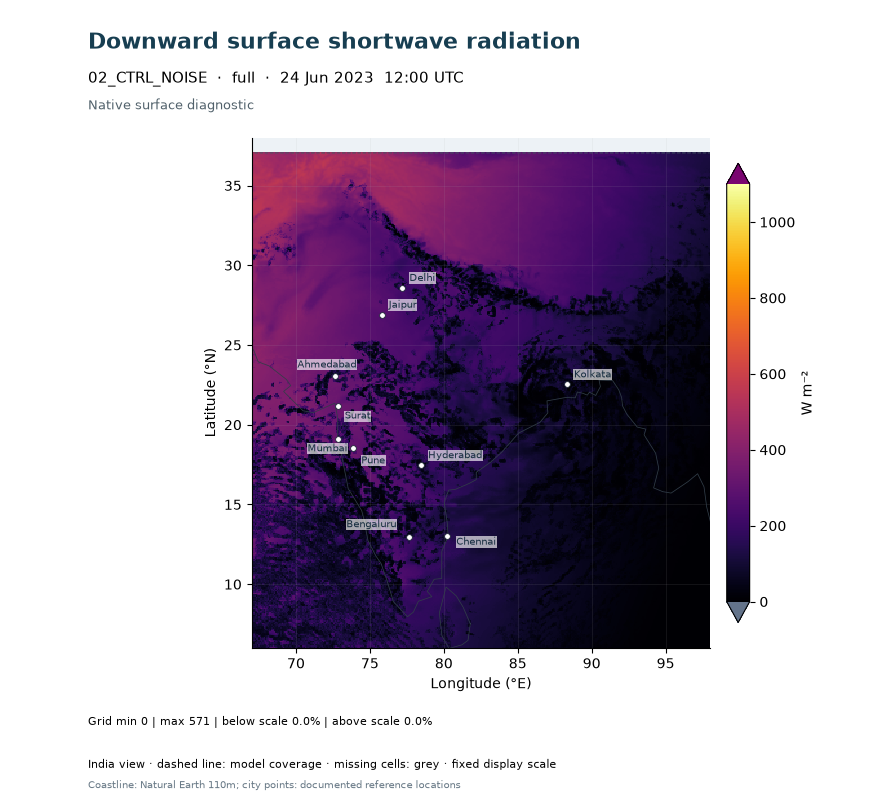 Downward surface shortwave radiation
02_CTRL_NOISE · full · 24 Jun 2023 12:00 UTC
Native surface diagnostic
35
30
25
20
15
10
Latitude (°N)
Delhi
Jaipur
Ahmedabad
Kolkata
Surat
Mumbai
Pune
Hyderabad
Bengaluru
Chennai
70 75 80 85 90 95
Longitude (°E)
1000
800
600
400
200
0
W m⁻²
Grid min 0 | max 571 | below scale 0.0% | above scale 0.0%
India view · dashed line: model coverage · missing cells: grey · fixed display scale
Coastline: Natural Earth 110m; city points: documented reference locations